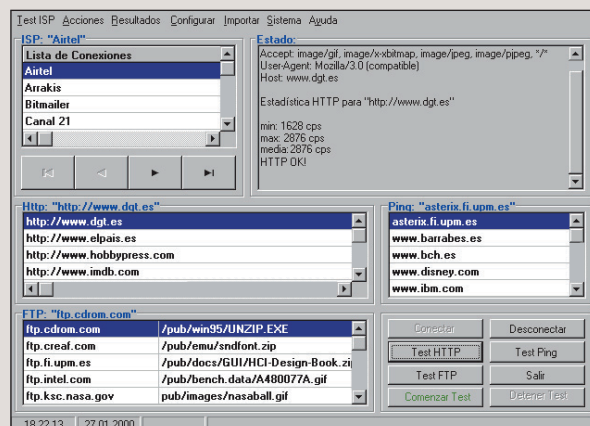 Test ISP Acciones Resultados Configurar Importar Sistema Ayuda
ISP: "Airtel"
Lista de Conexiones
Airtel
Arrakis
Bitmailer
Canal 21
Estado:
Accept: image/gif, image/x-xbitmap, image/jpeg, image/pjpeg, */*
User-Agent: Mozilla/3.0 (compatible)
Host: www.dgt.es
Estadística HTTP para "http://www.dgt.es"
min: 1628 cps
max: 2876 cps
media: 2876 cps
HTTP OK!
Http: "http://www.dgt.es"
http://www.dgt.es
http://www.elpais.es
http://www.hobbypress.com
http://www.imdb.com
Ping: "asterix.fi.upm.es"
asterix.fi.upm.es
www.barrabes.es
www.bch.es
www.disney.com
www.ibm.com
FTP: "ftp.cdrom.com"
ftp.cdrom.com /pub/win95/UNZIP.EXE
ftp.creaf.com /pub/emu/sndfont.zip
ftp.fi.upm.es /pub/docs/GUI/HCI-Design-Book.zip
ftp.intel.com /pub/bench.data/A480077A.gif
ftp.ksc.nasa.gov pub/images/nasaball.gif
Conectar Desconectar
Test HTTP Test Ping
Test FTP Salir
Comenzar Test Detener Test
18:22:13 27.01.2000